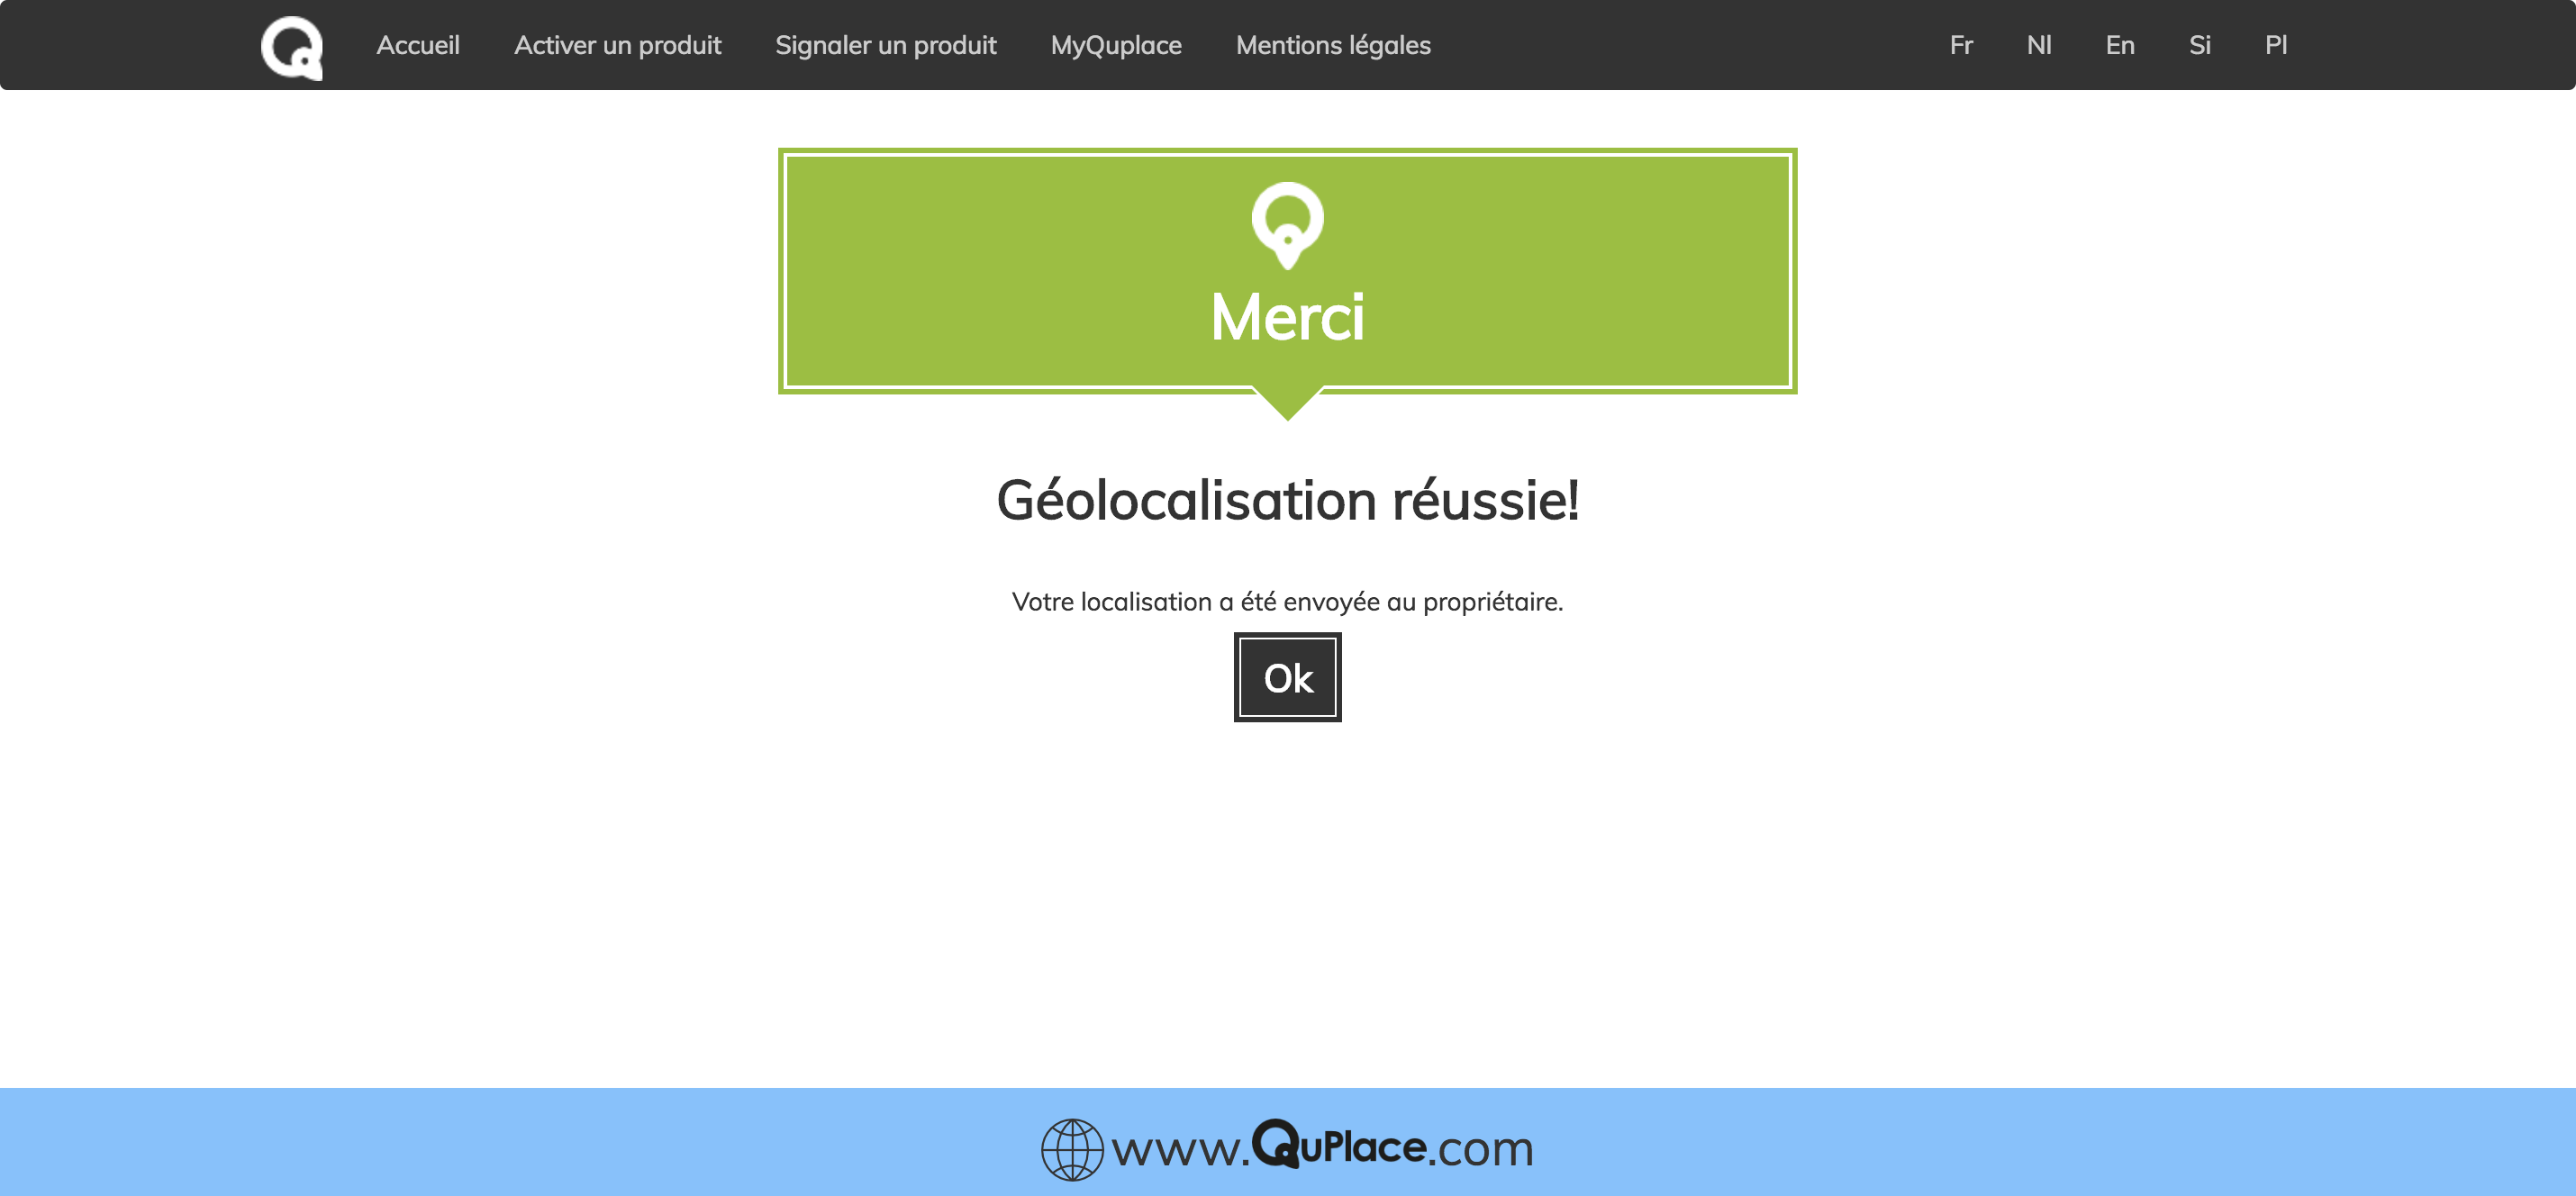 Accueil Activer un produit Signaler un produit MyQuplace Mentions légales Fr Nl En Si Pl
Merci
Géolocalisation réussie!
Votre localisation a été envoyée au propriétaire.
Ok
www.QuPlace.com